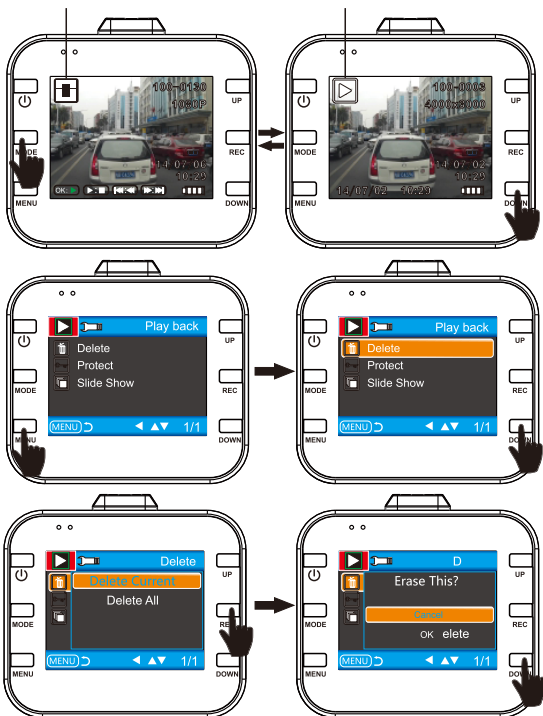 100-0130
1080P
14/07/06
10:29
OK:
UP
REC
DOWN
MODE
MENU
100-0003
4000x3000
14/07/02
10:29
14/07/02 10:29
UP
REC
DOWN
MODE
MENU
Play back
Delete
Protect
Slide Show
MENU 1/1
UP
REC
DOWN
MODE
MENU
Play back
Delete
Protect
Slide Show
MENU 1/1
UP
REC
DOWN
MODE
MENU
Delete
Delete Current
Delete All
MENU 1/1
UP
REC
DOWN
MODE
MENU
D
Erase This?
Cancel
OK elete
MENU 1/1
UP
REC
DOWN
MODE
MENU